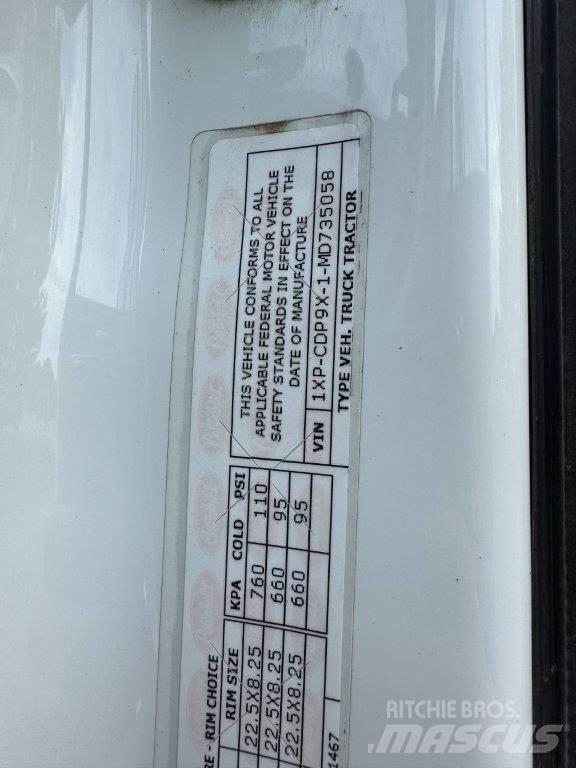 THIS VEHICLE CONFORMS TO ALL
APPLICABLE FEDERAL MOTOR VEHICLE
SAFETY STANDARDS IN EFFECT ON THE
DATE OF MANUFACTURE
VIN 1XP-CDP9X-1-MD735058
TYPE VEH. TRUCK TRACTOR
RE - RIM CHOICE
RIM SIZE KPA COLD PSI
22.5X8.25 760 110
22.5X8.25 660 95
22.5X8.25 660 95
1467
RITCHIE BROS.
MASCUS